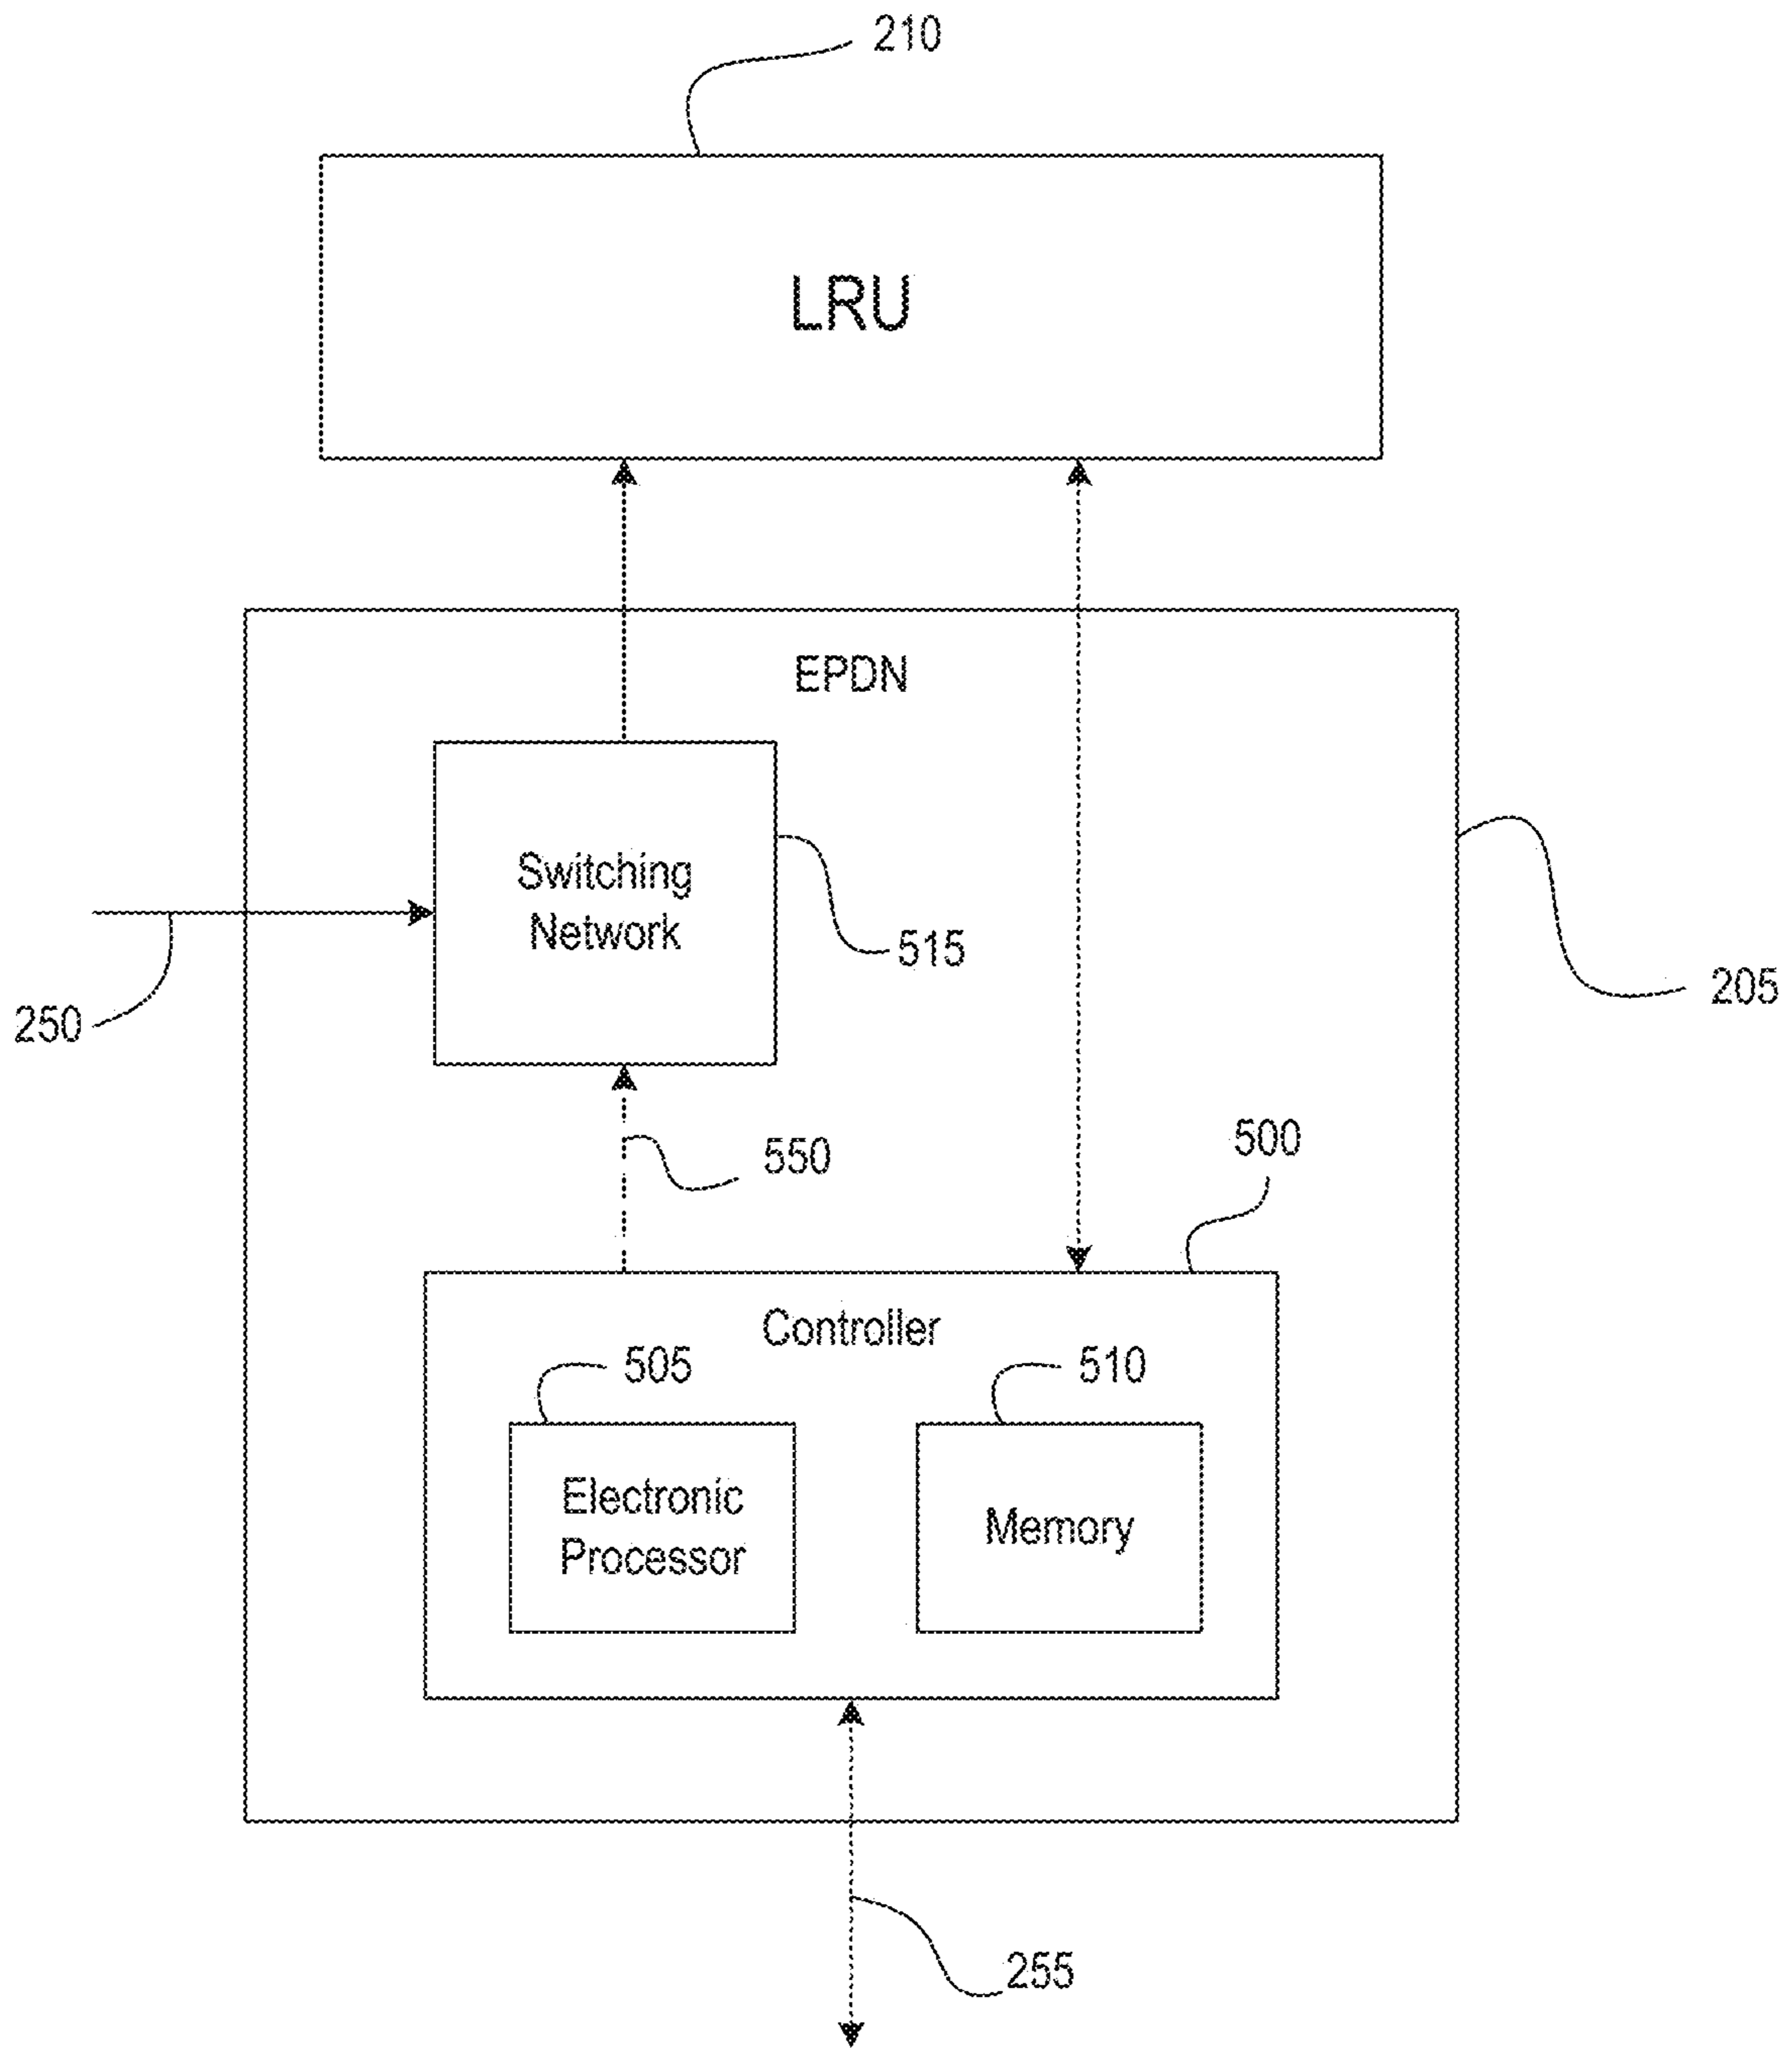 210
LRU
EPDN
Switching
Network
515
250
205
550
500
Controller
505
510
Electronic
Processor
Memory
255